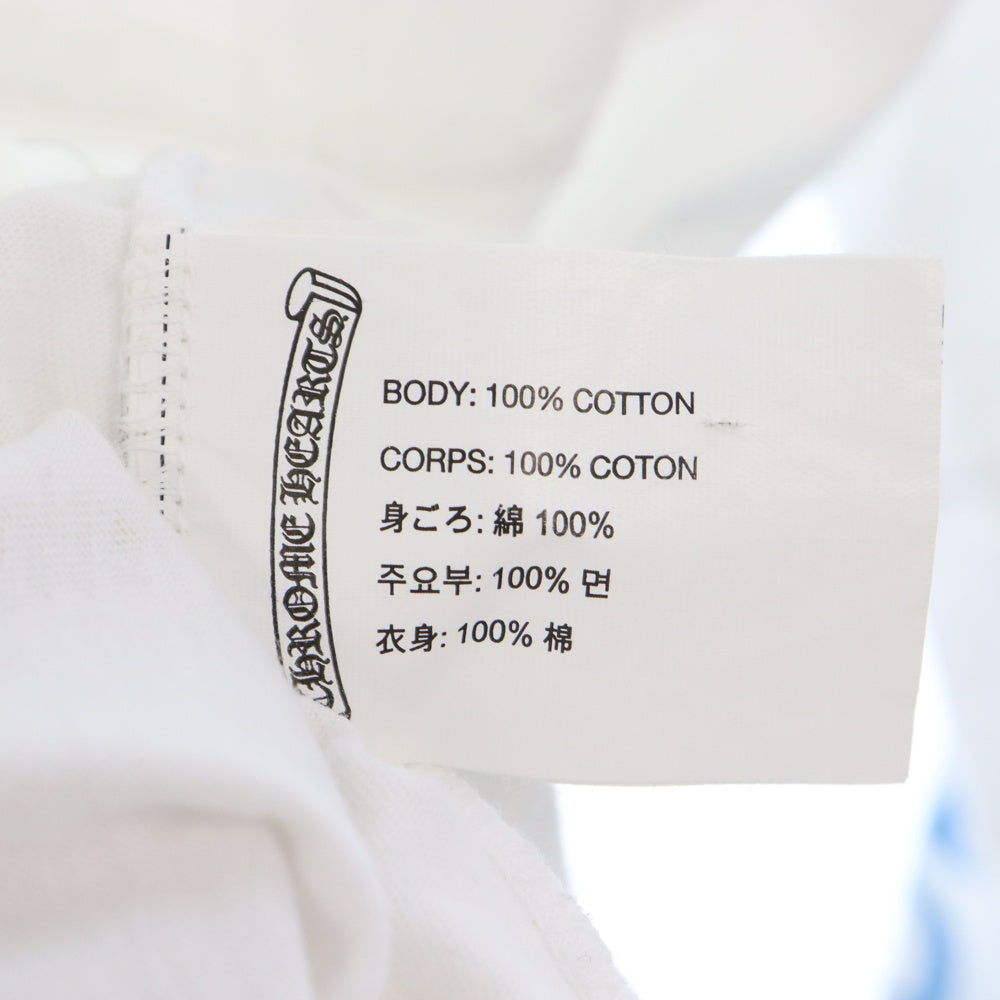 CHROME HEARTS
BODY: 100% COTTON
CORPS: 100% COTON
身ごろ: 綿 100%
주요부: 100% 면
衣身: 100% 棉